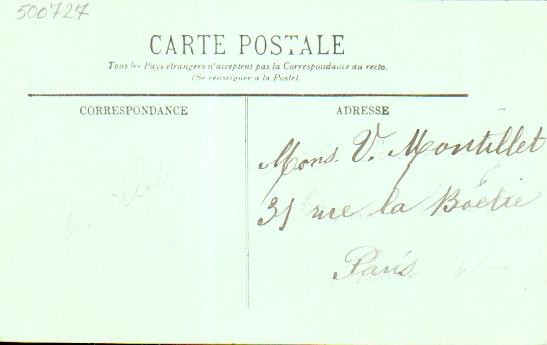 500727
CARTE POSTALE
Tous les Pays étrangers n'acceptent pas la Correspondance au recto.
(Se renseigner à la Poste).
CORRESPONDANCE
ADRESSE
Mons. V. Montillet
31 rue la Boëtie
Paris